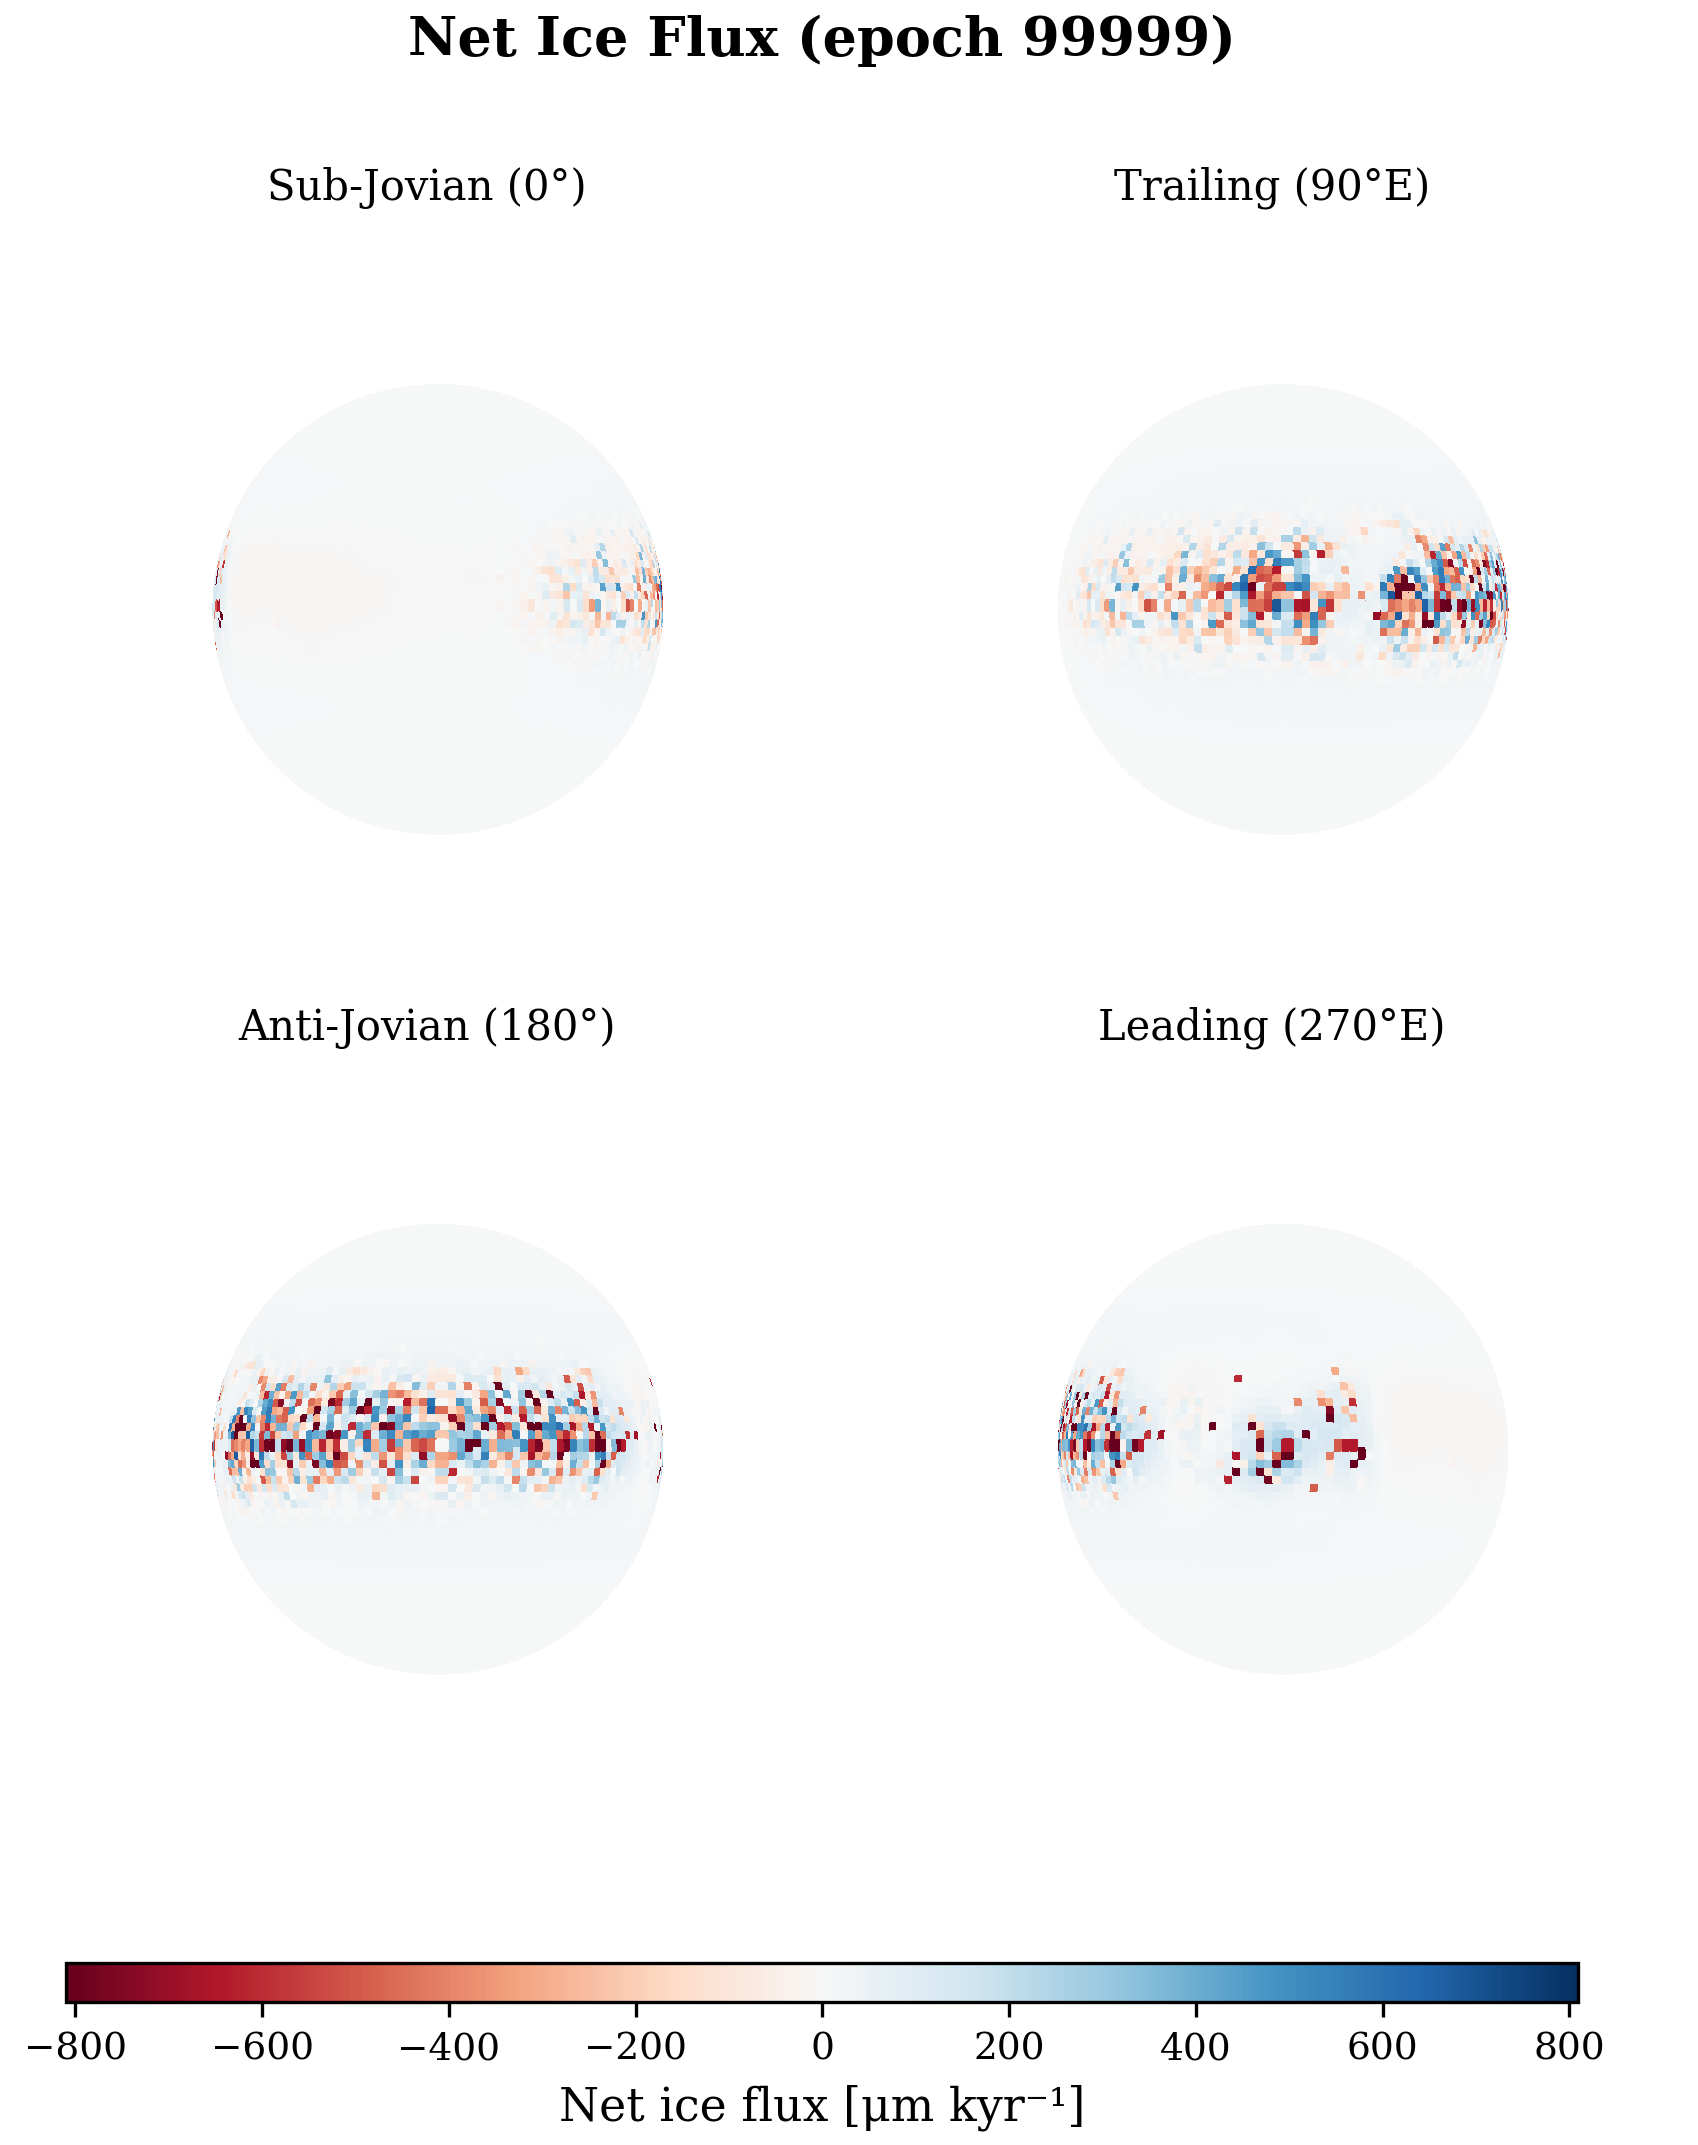 Net Ice Flux (epoch 99999)
Sub-Jovian (0°)
Trailing (90°E)
Anti-Jovian (180°)
Leading (270°E)
−800 −600 −400 −200 0 200 400 600 800
Net ice flux [µm kyr⁻¹]